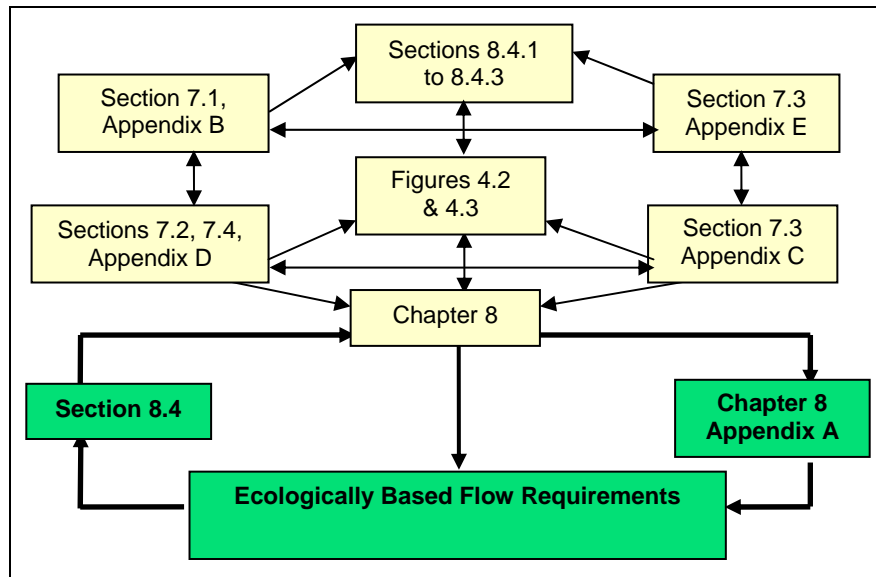 Sections 8.4.1
to 8.4.3
Section 7.1,
Appendix B
Section 7.3
Appendix E
Figures 4.2
& 4.3
Sections 7.2, 7.4,
Appendix D
Section 7.3
Appendix C
Chapter 8
Section 8.4
Chapter 8
Appendix A
Ecologically Based Flow Requirements